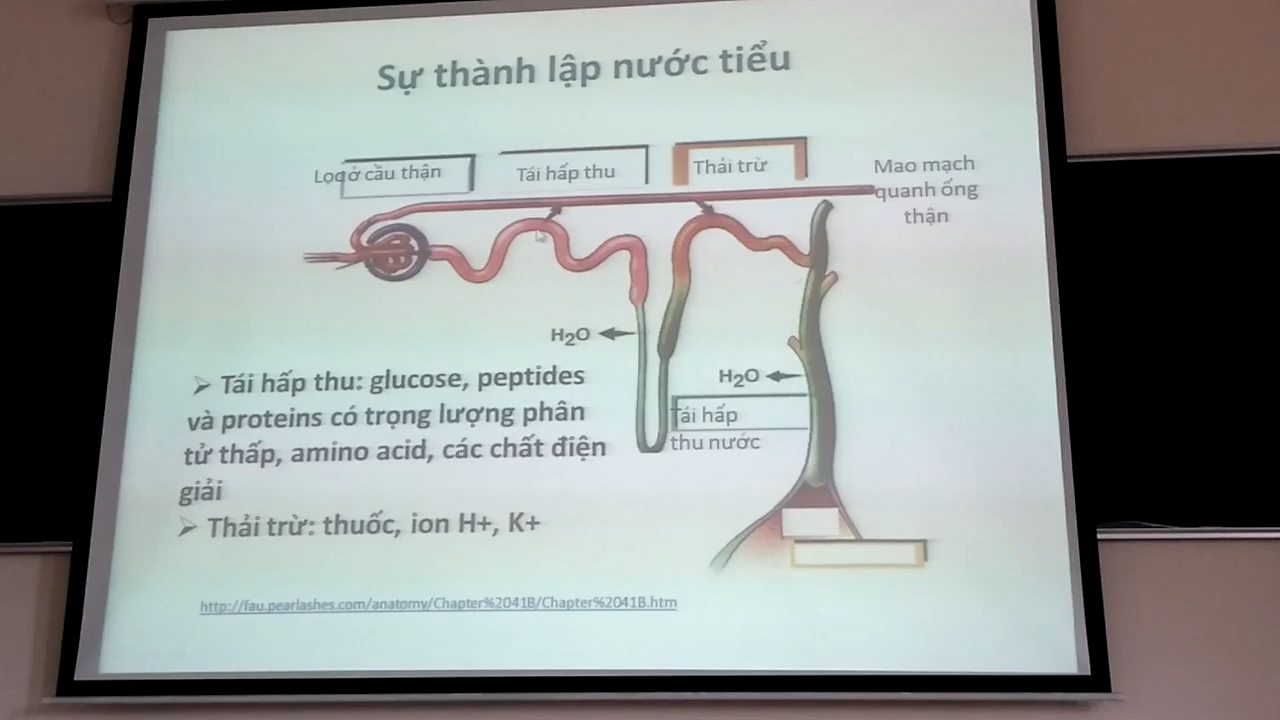 Sự thành lập nước tiểu
Lọc ở cầu thận
Tái hấp thu
Thải trừ
Mao mạch
quanh ống
thận
H2O
H2O
Tái hấp
thu nước
➢ Tái hấp thu: glucose, peptides
và proteins có trọng lượng phân
tử thấp, amino acid, các chất điện
giải
➢ Thải trừ: thuốc, ion H+, K+
http://fau.pearlashes.com/anatomy/Chapter%2041B/Chapter%2041B.htm